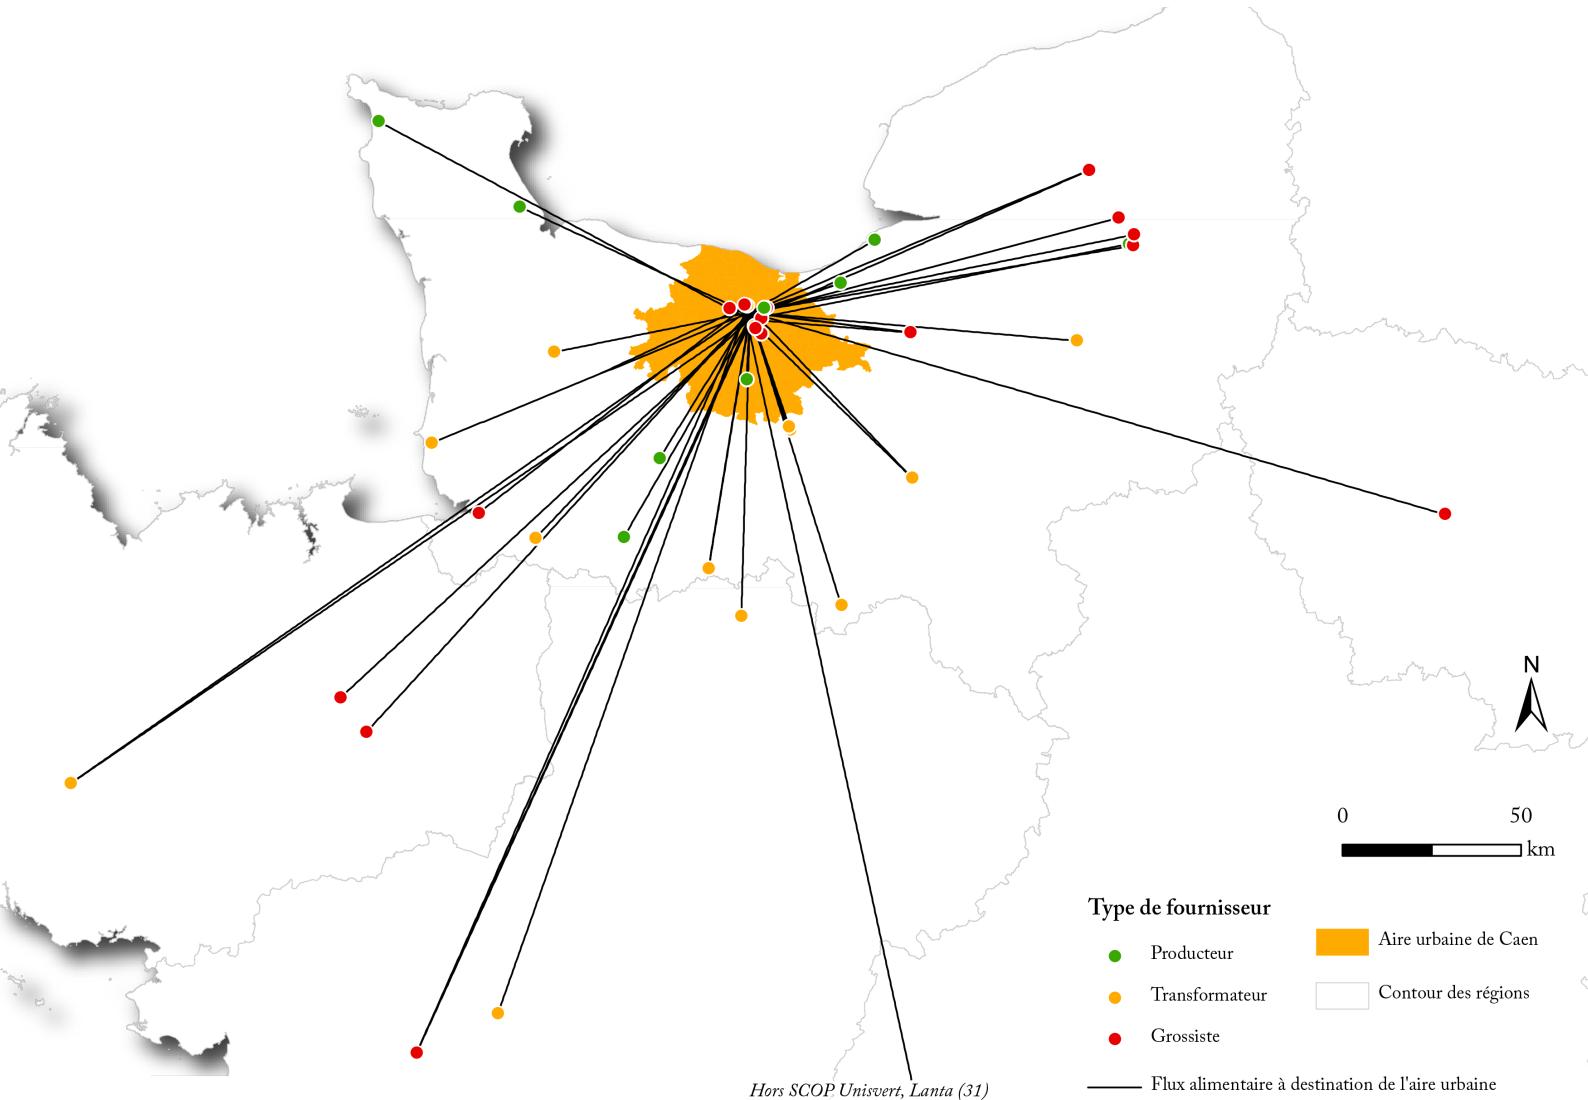 N
0 50
km
Type de fournisseur
Producteur
Transformateur
Grossiste
Flux alimentaire à destination de l'aire urbaine
Aire urbaine de Caen
Contour des régions
Hors SCOP Unisvert, Lanta (31)